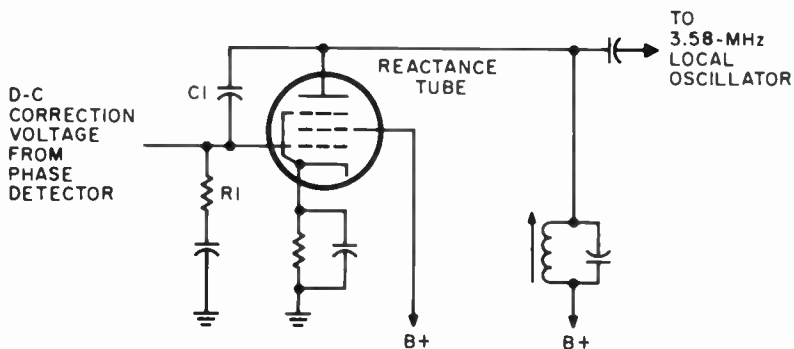 TO
3.58-MHz
LOCAL
OSCILLATOR
REACTANCE
TUBE
C1
D-C
CORRECTION
VOLTAGE
FROM
PHASE
DETECTOR
R1
B+
B+